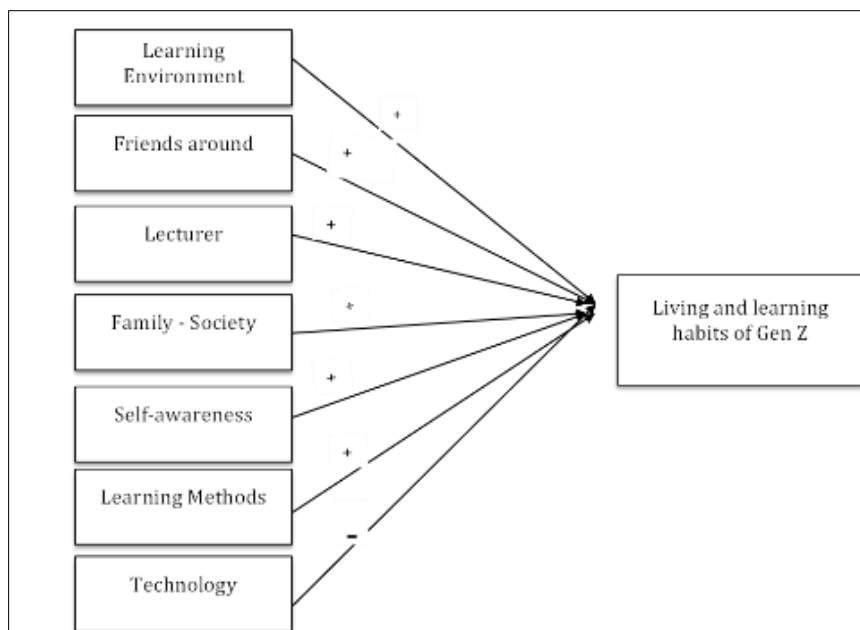 Learning
Environment
+
Friends around
+
Lecturer
+
Family - Society
+
Living and learning
habits of Gen Z
Self-awareness
+
Learning Methods
+
Technology
-